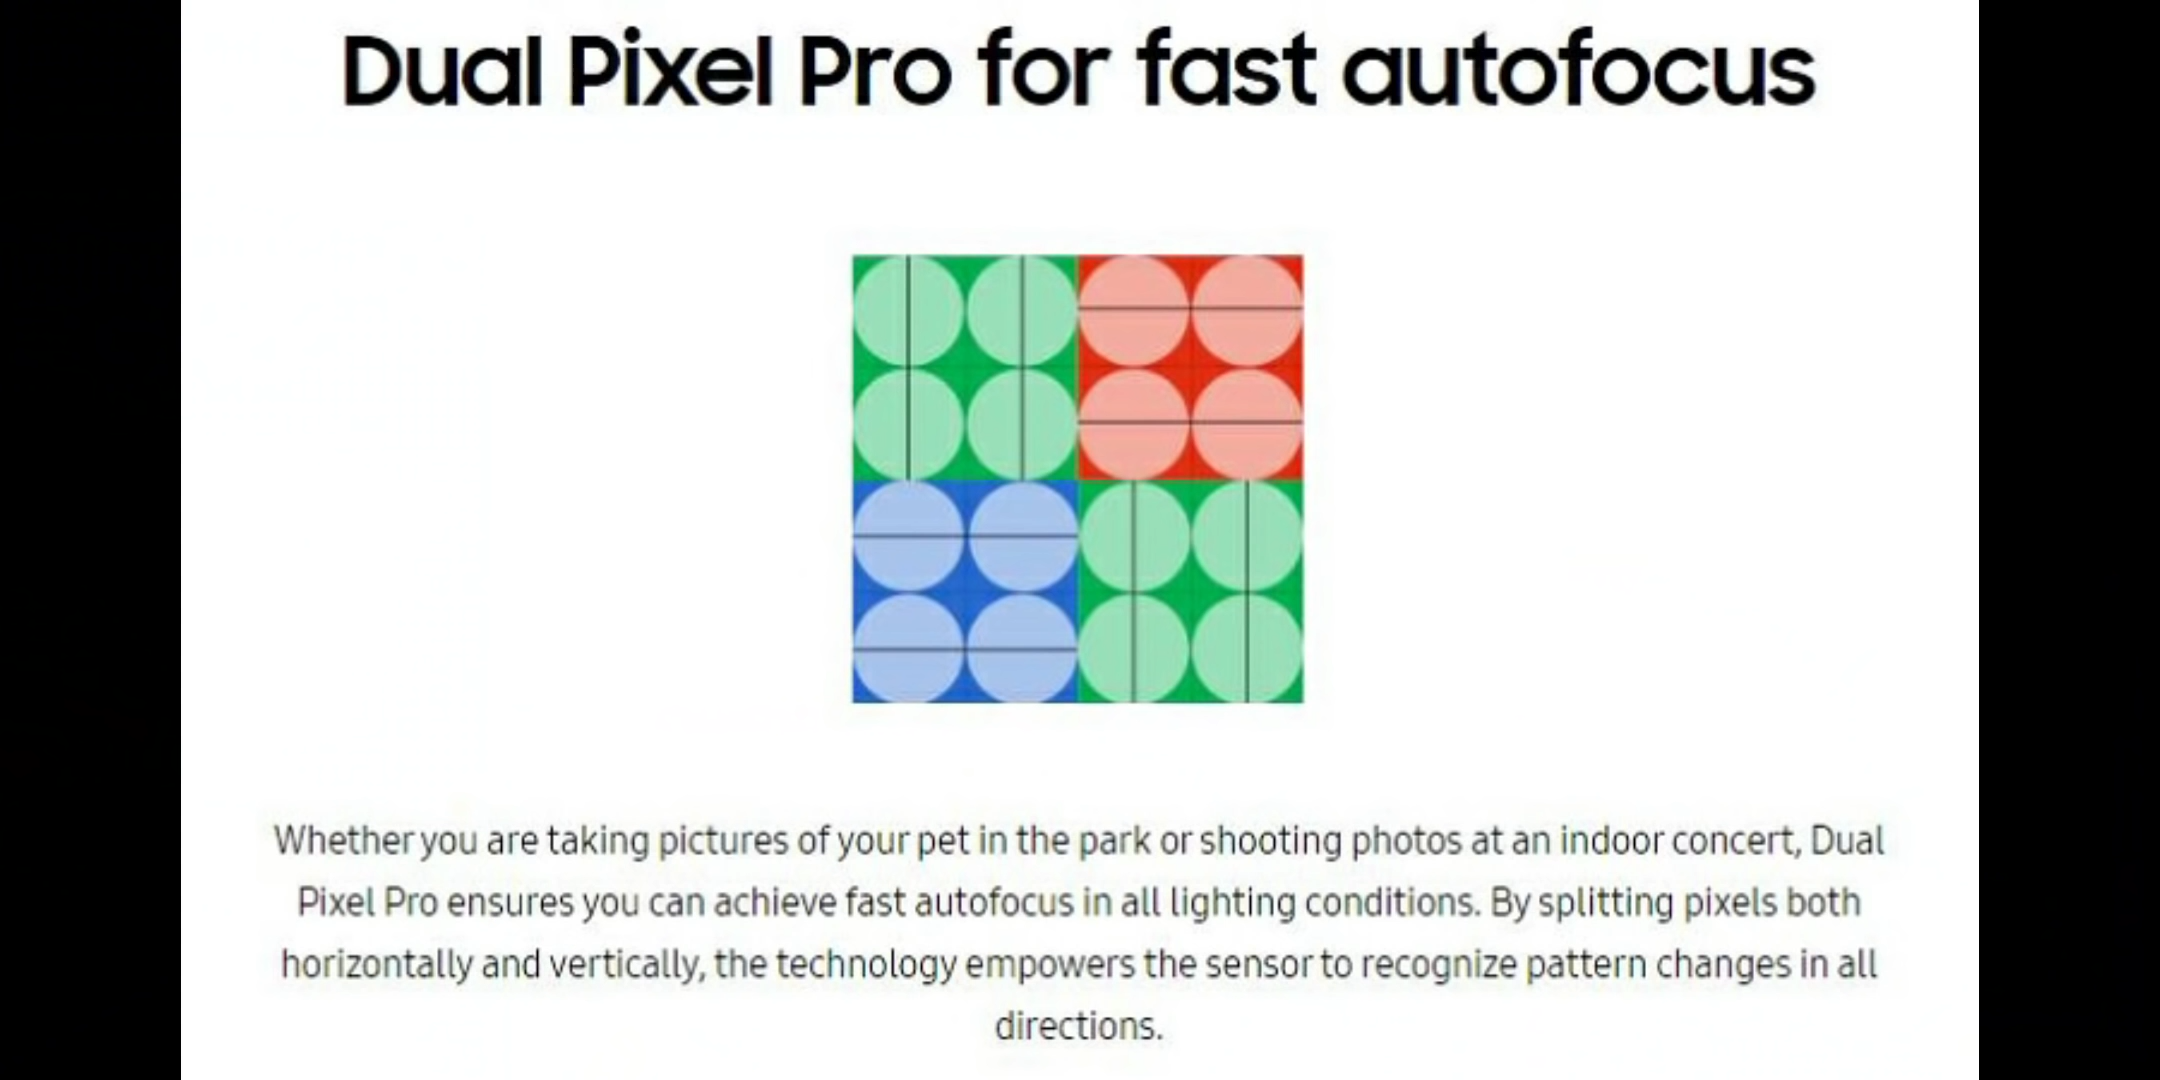 Dual Pixel Pro for fast autofocus
Whether you are taking pictures of your pet in the park or shooting photos at an indoor concert, Dual
Pixel Pro ensures you can achieve fast autofocus in all lighting conditions. By splitting pixels both
horizontally and vertically, the technology empowers the sensor to recognize pattern changes in all
directions.